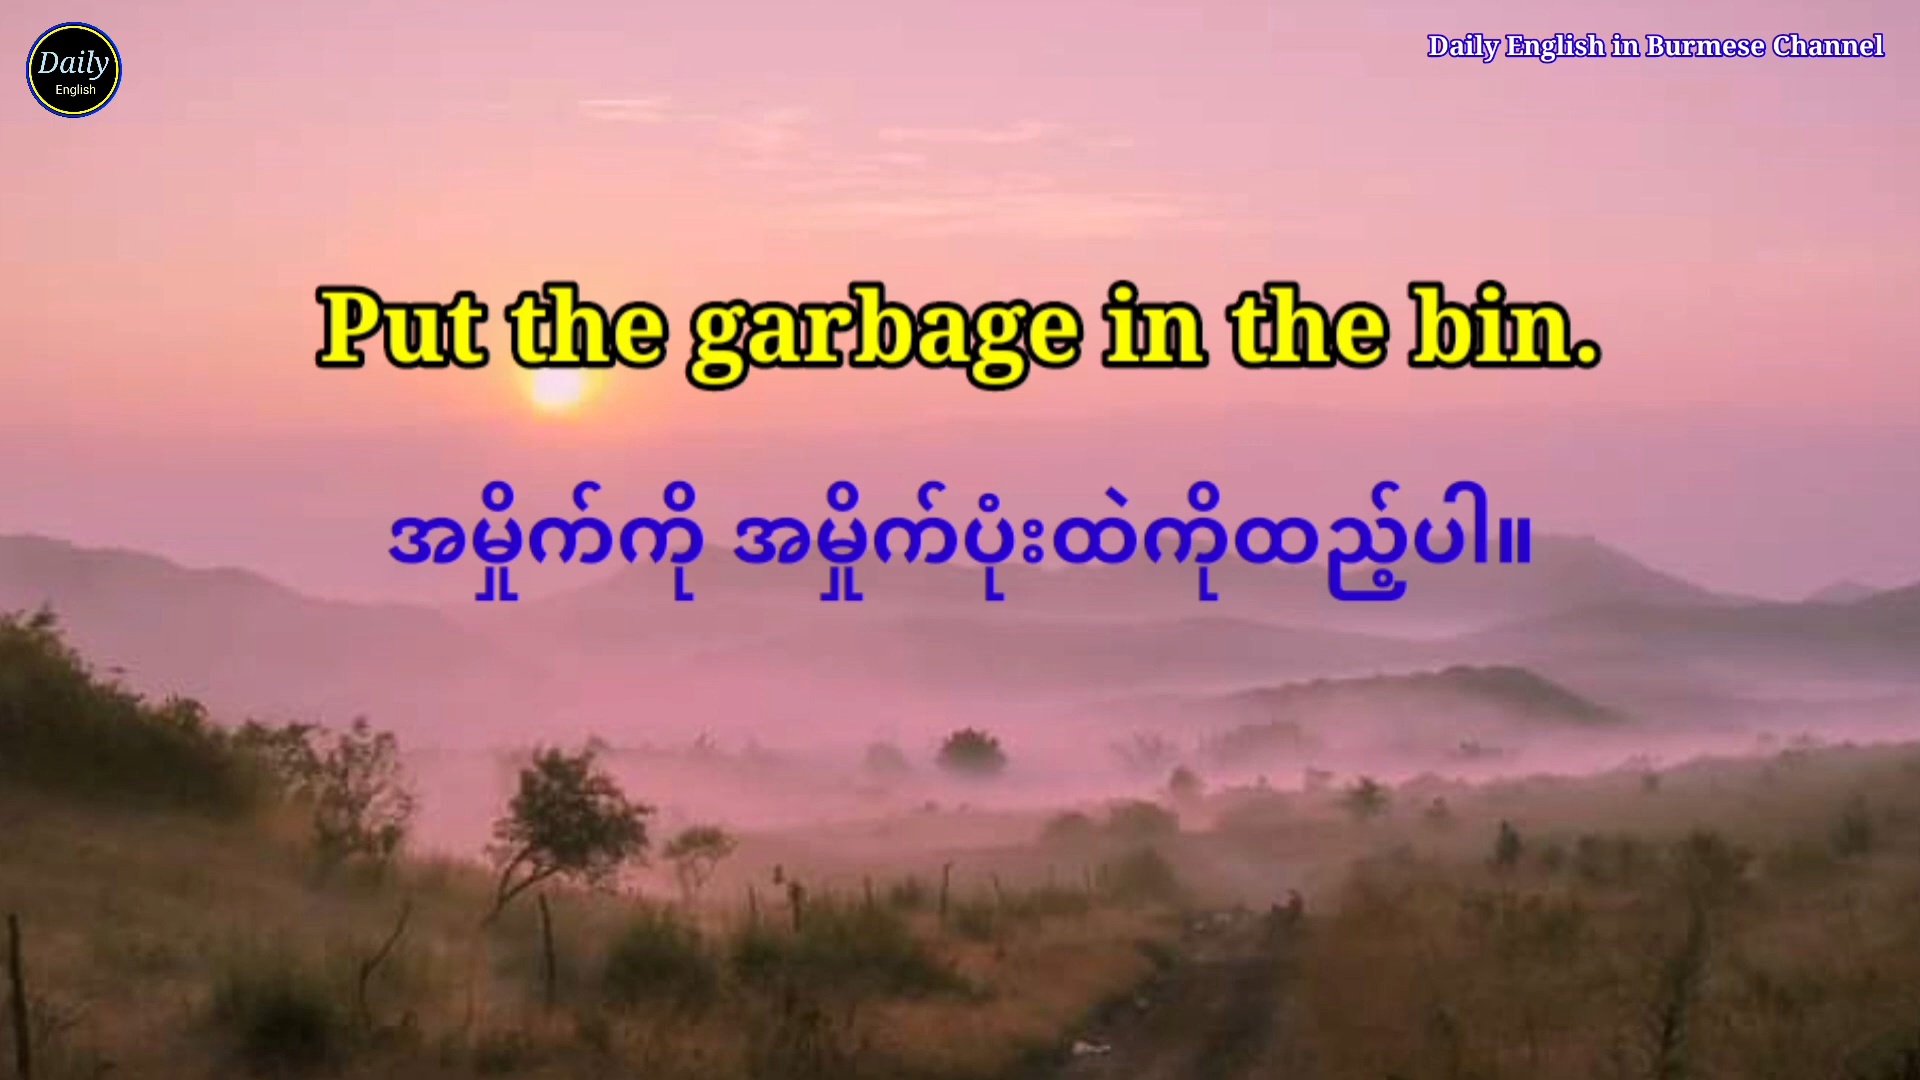 Daily
English
Daily English in Burmese Channel
Put the garbage in the bin.
အမှိုက်ကို အမှိုက်ပုံးထဲကိုထည့်ပါ။